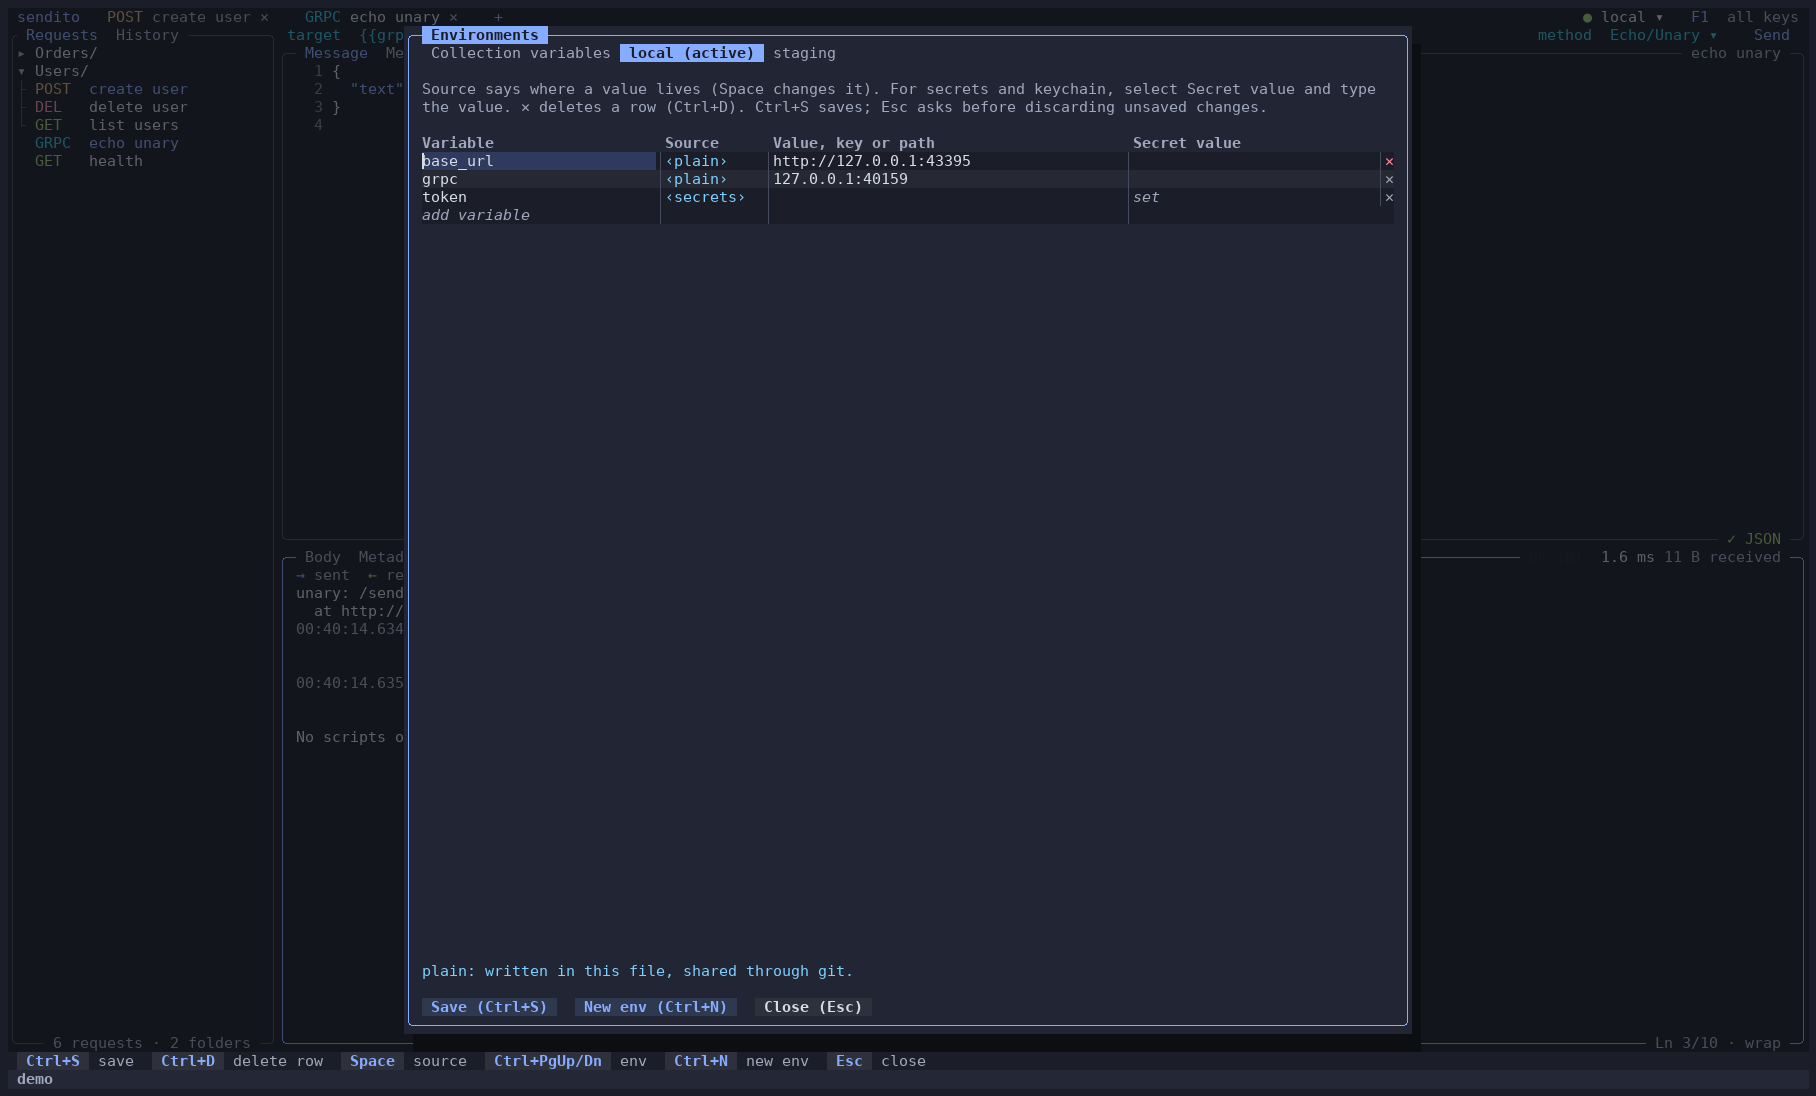 sendito   POST create user ×    GRPC echo unary ×    +    ● local ▾   F1  all keys
Requests  History    target  {{grp    Environments    method  Echo/Unary ▾    Send
▸ Orders/    Message  Me    Collection variables  local (active)  staging    echo unary
▾ Users/    1 {
POST  create user    2   "text"    Source says where a value lives (Space changes it). For secrets and keychain, select Secret value and type
DEL   delete user    3 }    the value. × deletes a row (Ctrl+D). Ctrl+S saves; Esc asks before discarding unsaved changes.
GET   list users    4
GRPC  echo unary    Variable    Source    Value, key or path    Secret value
GET   health    base_url    ‹plain›    http://127.0.0.1:43395    ×
grpc    ‹plain›    127.0.0.1:40159    ×
token    ‹secrets›    set    ×
add variable
✓ JSON
Body  Metad    1.6 ms 11 B received
→ sent  ← re
unary: /send
at http://
00:40:14.634
00:40:14.635
No scripts o
plain: written in this file, shared through git.
Save (Ctrl+S)    New env (Ctrl+N)    Close (Esc)
6 requests · 2 folders    Ln 3/10 · wrap
Ctrl+S save  Ctrl+D delete row  Space source  Ctrl+PgUp/Dn env  Ctrl+N new env  Esc close
demo